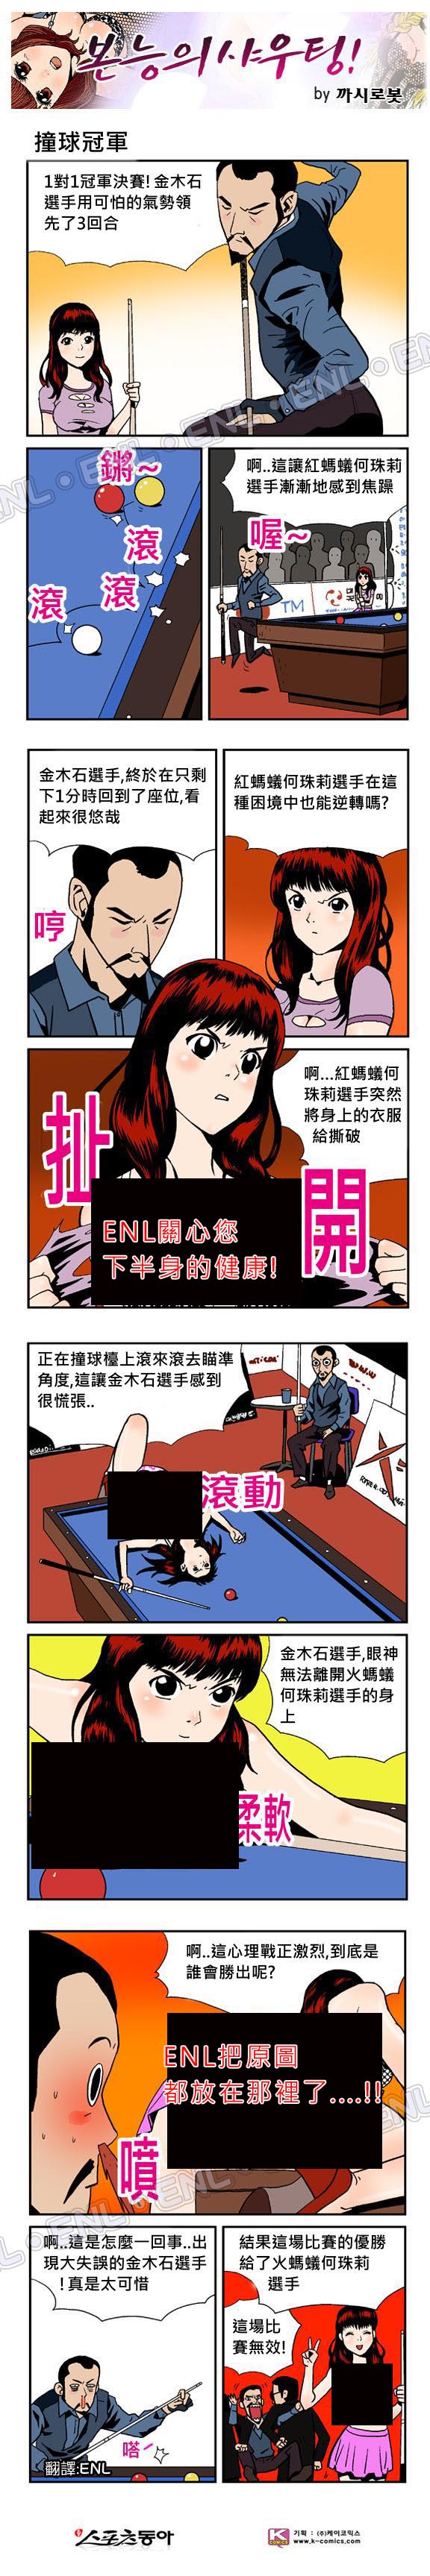 본능의샤우팅!
by 까시로봇
撞球冠軍
1對1冠軍決賽!金木石
選手用可怕的氣勢領
先了3回合
鏘~
滾
滾
滾
啊..這讓紅螞蟻何珠莉
選手漸漸地感到焦躁
喔~
TM
金木石選手,終於在只剩
下1分時回到了座位,看
起來很悠哉
哼
紅螞蟻何珠莉選手在這
種困境中也能逆轉嗎?
啊...紅螞蟻何
珠莉選手突然
將身上的衣服
給撕破
扯
開
ENL關心您
下半身的健康!
正在撞球檯上滾來滾去瞄準
角度,這讓金木石選手感到
很慌張..
滾動
金木石選手,眼神
無法離開火螞蟻
何珠莉選手的身
上
柔軟
啊..這心理戰正激烈,到底是
誰會勝出呢?
ENL把原圖
都放在那裡了....!!
噴
啊..這是怎麼一回事..出
現大失誤的金木石選手
!真是太可惜
嗒
翻譯:ENL
結果這場比賽的優勝
給了火螞蟻何珠莉
選手
這場比
賽無效!
스포츠동아
K COMICS
기획 : (주)케이코믹스
www.k-comics.com
ENL
ENL
ENL
ENL